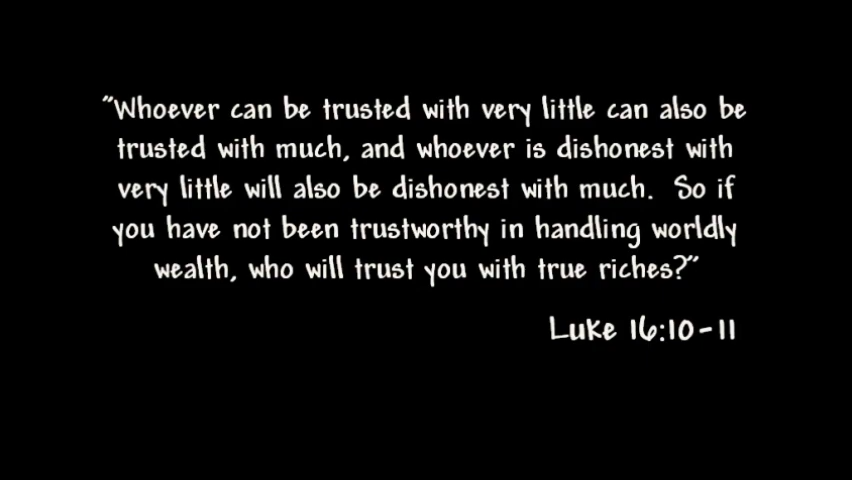 "Whoever can be trusted with very little can also be
trusted with much, and whoever is dishonest with
very little will also be dishonest with much.  So if
you have not been trustworthy in handling worldly
wealth, who will trust you with true riches?"
Luke 16:10-11